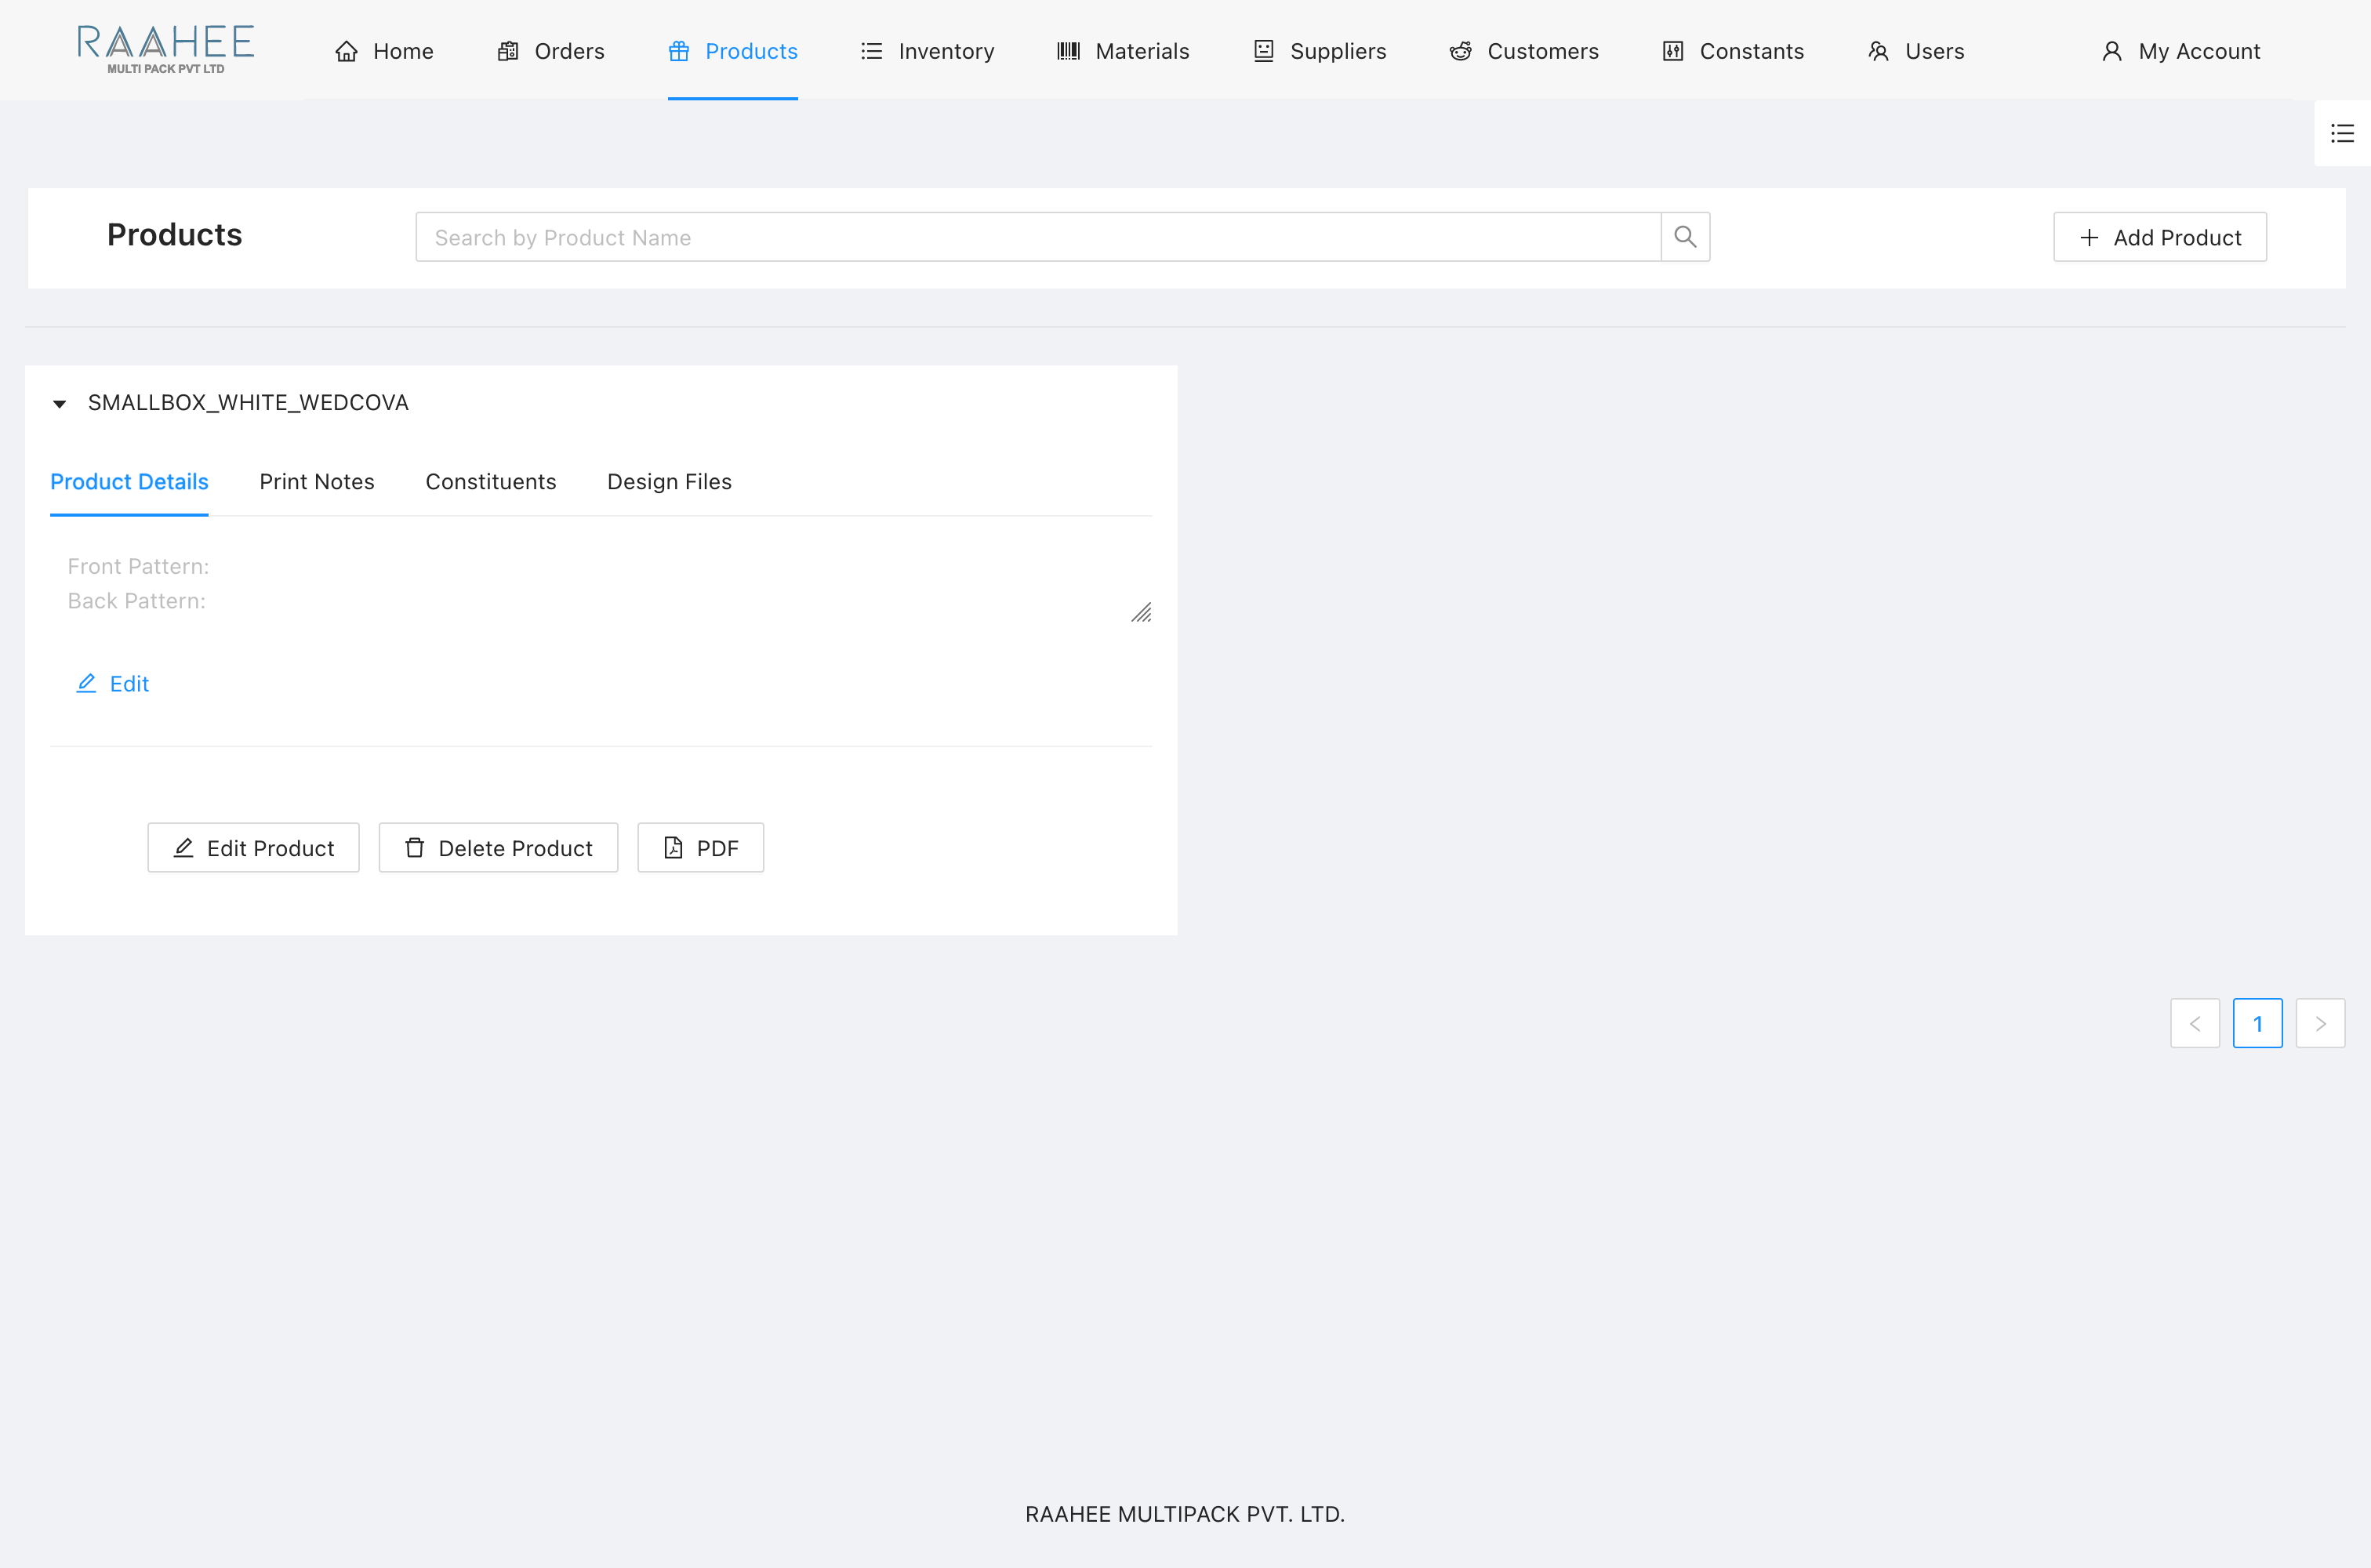 RAAHEE
MULTI PACK PVT LTD
Home
Orders
Products
Inventory
Materials
Suppliers
Customers
Constants
Users
My Account
Products
Search by Product Name
Add Product
SMALLBOX_WHITE_WEDCOVA
Product Details
Print Notes
Constituents
Design Files
Front Pattern:
Back Pattern:
Edit
Edit Product
Delete Product
PDF
1
RAAHEE MULTIPACK PVT. LTD.